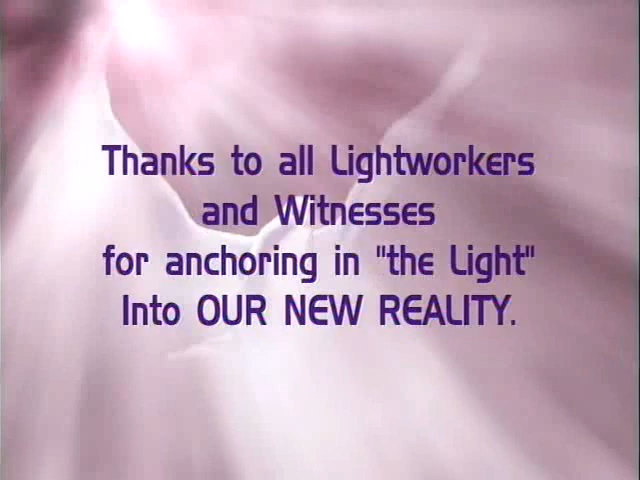 Thanks to all Lightworkers
and Witnesses
for anchoring in "the Light"
Into OUR NEW REALITY.